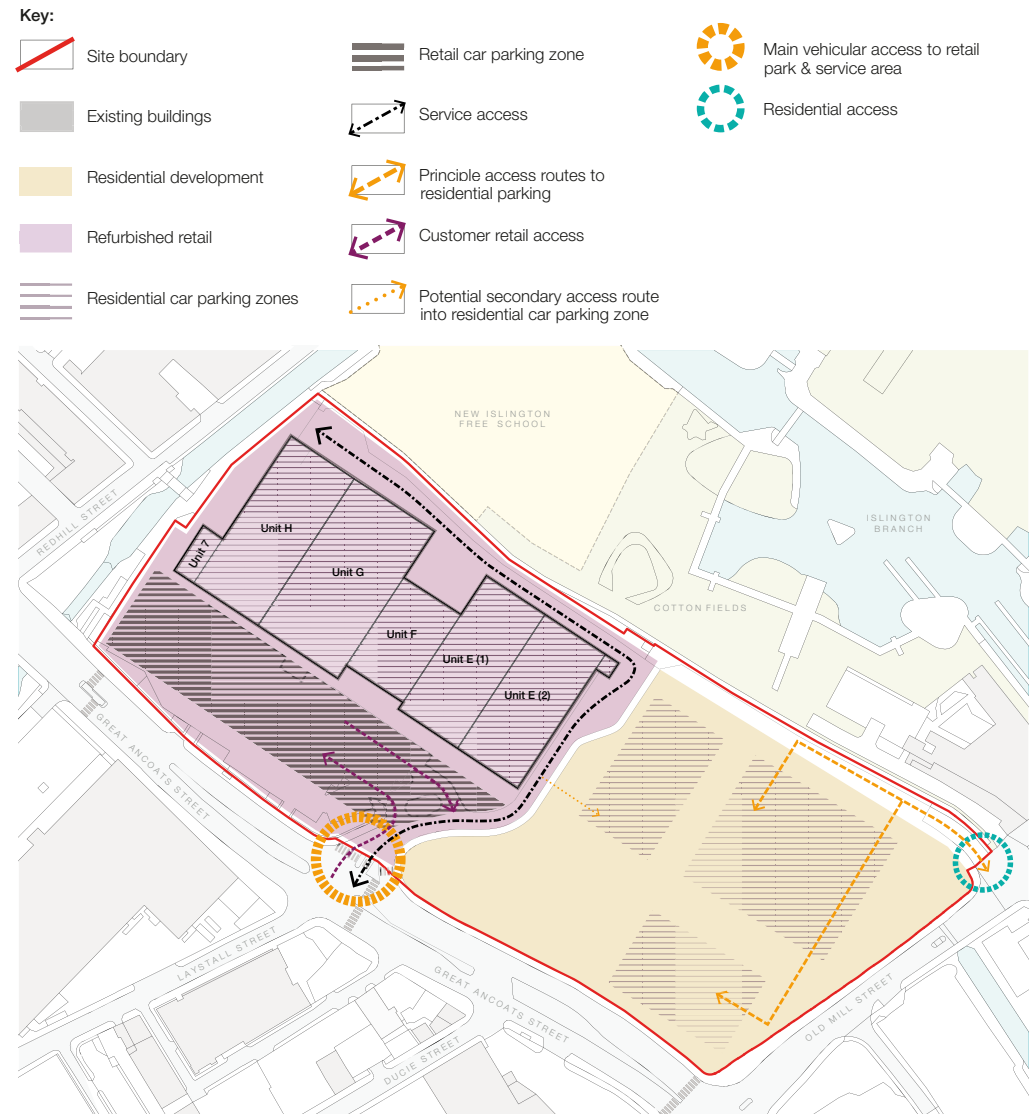 Key:
Site boundary
Existing buildings
Residential development
Refurbished retail
Residential car parking zones
Retail car parking zone
Service access
Principle access routes to
residential parking
Customer retail access
Potential secondary access route
into residential car parking zone
Main vehicular access to retail
park & service area
Residential access
NEW ISLINGTON
FREE SCHOOL
ISLINGTON
BRANCH
REDHILL STREET
Unit H
Unit 7
Unit G
COTTON FIELDS
Unit F
Unit E (1)
Unit E (2)
GREAT ANCOATS STREET
LAYSTALL STREET
GREAT ANCOATS STREET
OLD MILL STREET
DUCIE STREET